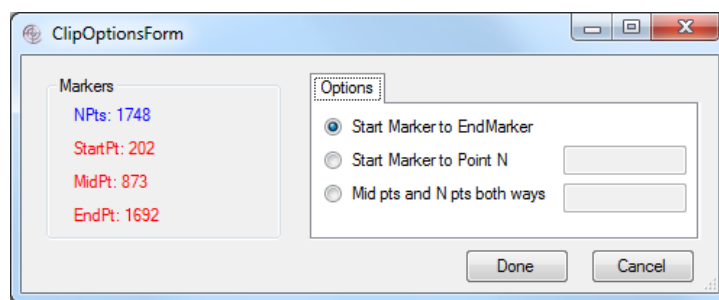 ClipOptionsForm
Markers
NPts: 1748
StartPt: 202
MidPt: 873
EndPt: 1692
Options
Start Marker to EndMarker
Start Marker to Point N
Mid pts and N pts both ways
Done
Cancel